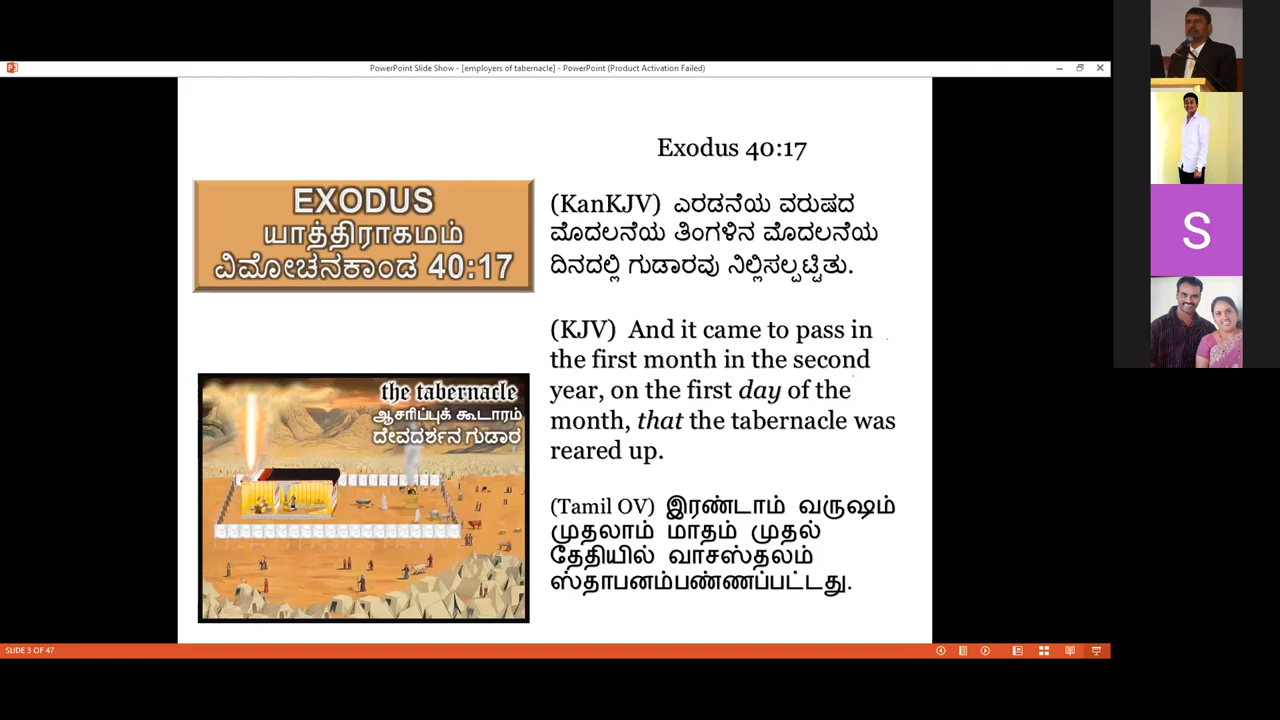 PowerPoint Slide Show - [employers of tabernacle] - PowerPoint (Product Activation Failed)
Exodus 40:17
EXODUS
யாத்திராகமம்
ವಿಮೋಚನಕಾಂಡ 40:17
(KanKJV) ಎರಡನೆಯ ವರುಷದ
ಮೊದಲನೆಯ ತಿಂಗಳಿನ ಮೊದಲನೆಯ
ದಿನದಲ್ಲಿ ಗುಡಾರವು ನಿಲ್ಲಿಸಲ್ಪಟ್ಟಿತು.
(KJV) And it came to pass in
the first month in the second
year, on the first day of the
month, that the tabernacle was
reared up.
the tabernacle
ஆசரிப்புக் கூடாரம்
ದೇವದರ್ಶನ ಗುಡಾರ
(Tamil OV) இரண்டாம் வருஷம்
முதலாம் மாதம் முதல்
தேதியில் வாசஸ்தலம்
ஸ்தாபனம்பண்ணப்பட்டது.
S
SLIDE 3 OF 47